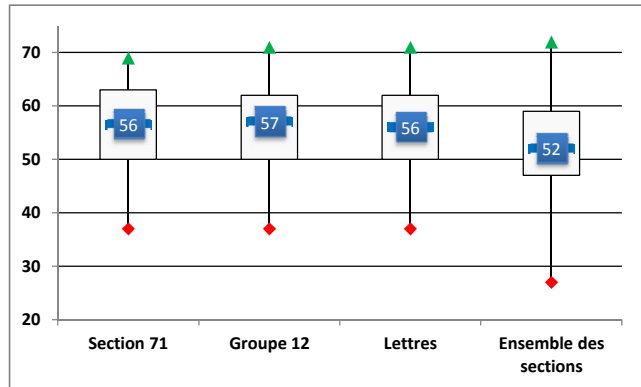 70
60
50
40
30
20
56
57
56
52
Section 71
Groupe 12
Lettres
Ensemble des
sections